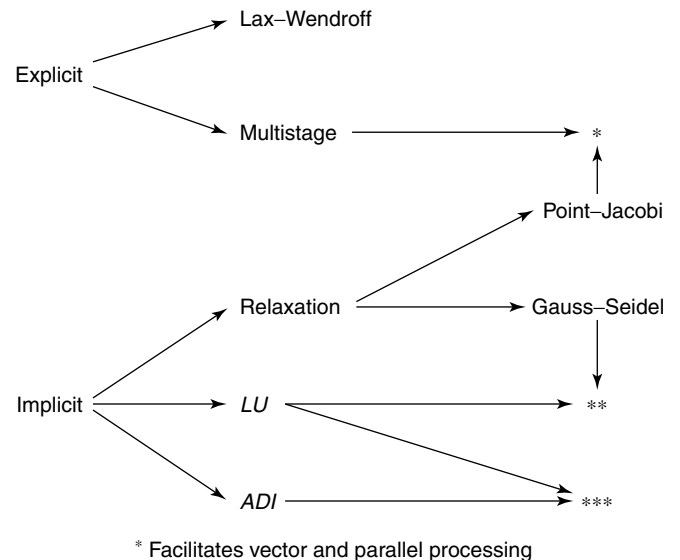 Lax–Wendroff
Explicit
Multistage
*
Point–Jacobi
Relaxation
Gauss–Seidel
Implicit
LU
**
ADI
***
* Facilitates vector and parallel processing